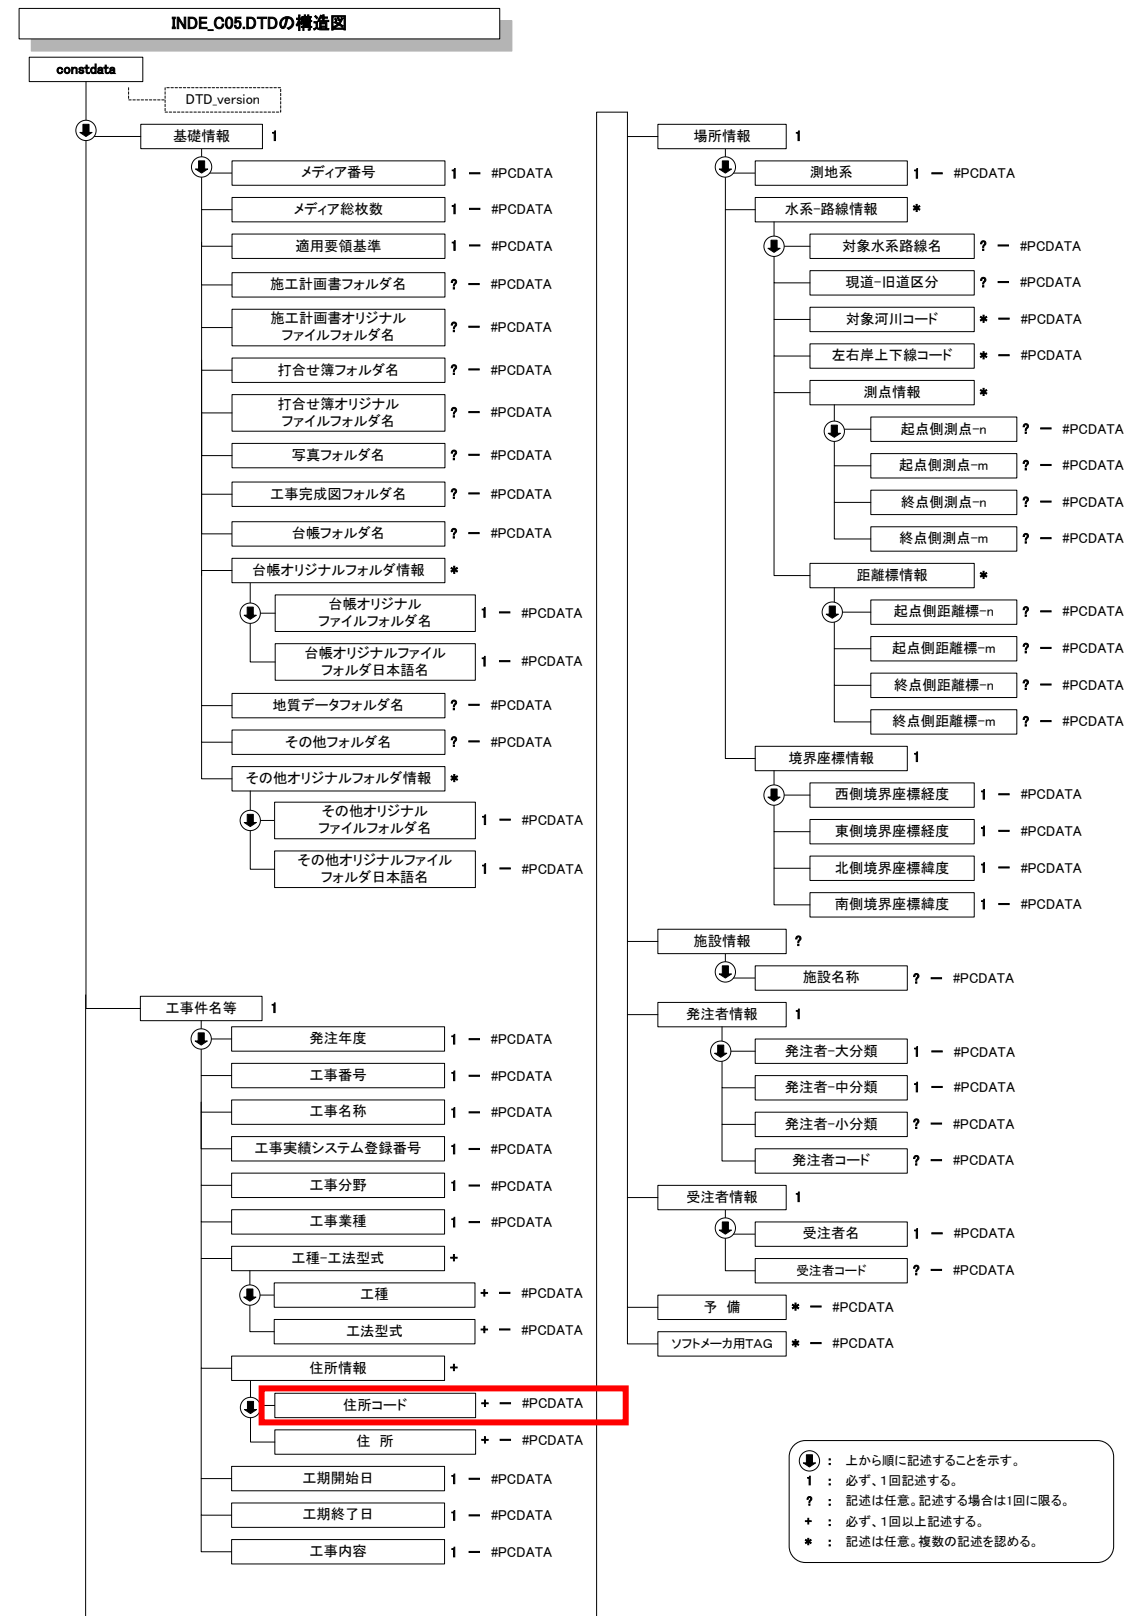 INDE_C05.DTDの構造図
constdata
DTD_version
基礎情報 1
メディア番号 1 － #PCDATA
メディア総枚数 1 － #PCDATA
適用要領基準 1 － #PCDATA
施工計画書フォルダ名 ? － #PCDATA
施工計画書オリジナル
ファイルフォルダ名 ? － #PCDATA
打合せ簿フォルダ名 ? － #PCDATA
打合せ簿オリジナル
ファイルフォルダ名 ? － #PCDATA
写真フォルダ名 ? － #PCDATA
工事完成図フォルダ名 ? － #PCDATA
台帳フォルダ名 ? － #PCDATA
台帳オリジナルフォルダ情報 *
台帳オリジナル
ファイルフォルダ名 1 － #PCDATA
台帳オリジナルファイル
フォルダ日本語名 1 － #PCDATA
地質データフォルダ名 ? － #PCDATA
その他フォルダ名 ? － #PCDATA
その他オリジナルフォルダ情報 *
その他オリジナル
ファイルフォルダ名 1 － #PCDATA
その他オリジナルファイル
フォルダ日本語名 1 － #PCDATA
工事件名等 1
発注年度 1 － #PCDATA
工事番号 1 － #PCDATA
工事名称 1 － #PCDATA
工事実績システム登録番号 1 － #PCDATA
工事分野 1 － #PCDATA
工事業種 1 － #PCDATA
工種-工法型式 +
工種 + － #PCDATA
工法型式 + － #PCDATA
住所情報 +
住所コード + － #PCDATA
住 所 + － #PCDATA
工期開始日 1 － #PCDATA
工期終了日 1 － #PCDATA
工事内容 1 － #PCDATA
場所情報 1
測地系 1 － #PCDATA
水系-路線情報 *
対象水系路線名 ? － #PCDATA
現道-旧道区分 ? － #PCDATA
対象河川コード * － #PCDATA
左右岸上下線コード * － #PCDATA
測点情報 *
起点側測点-n ? － #PCDATA
起点側測点-m ? － #PCDATA
終点側測点-n ? － #PCDATA
終点側測点-m ? － #PCDATA
距離標情報 *
起点側距離標-n ? － #PCDATA
起点側距離標-m ? － #PCDATA
終点側距離標-n ? － #PCDATA
終点側距離標-m ? － #PCDATA
境界座標情報 1
西側境界座標経度 1 － #PCDATA
東側境界座標経度 1 － #PCDATA
北側境界座標緯度 1 － #PCDATA
南側境界座標緯度 1 － #PCDATA
施設情報 ?
施設名称 ? － #PCDATA
発注者情報 1
発注者-大分類 1 － #PCDATA
発注者-中分類 1 － #PCDATA
発注者-小分類 ? － #PCDATA
発注者コード ? － #PCDATA
受注者情報 1
受注者名 1 － #PCDATA
受注者コード ? － #PCDATA
予 備 * － #PCDATA
ソフトメーカ用TAG * － #PCDATA
： 上から順に記述することを示す。
1 ： 必ず、1回記述する。
? ： 記述は任意。記述する場合は1回に限る。
+ ： 必ず、1回以上記述する。
* ： 記述は任意。複数の記述を認める。